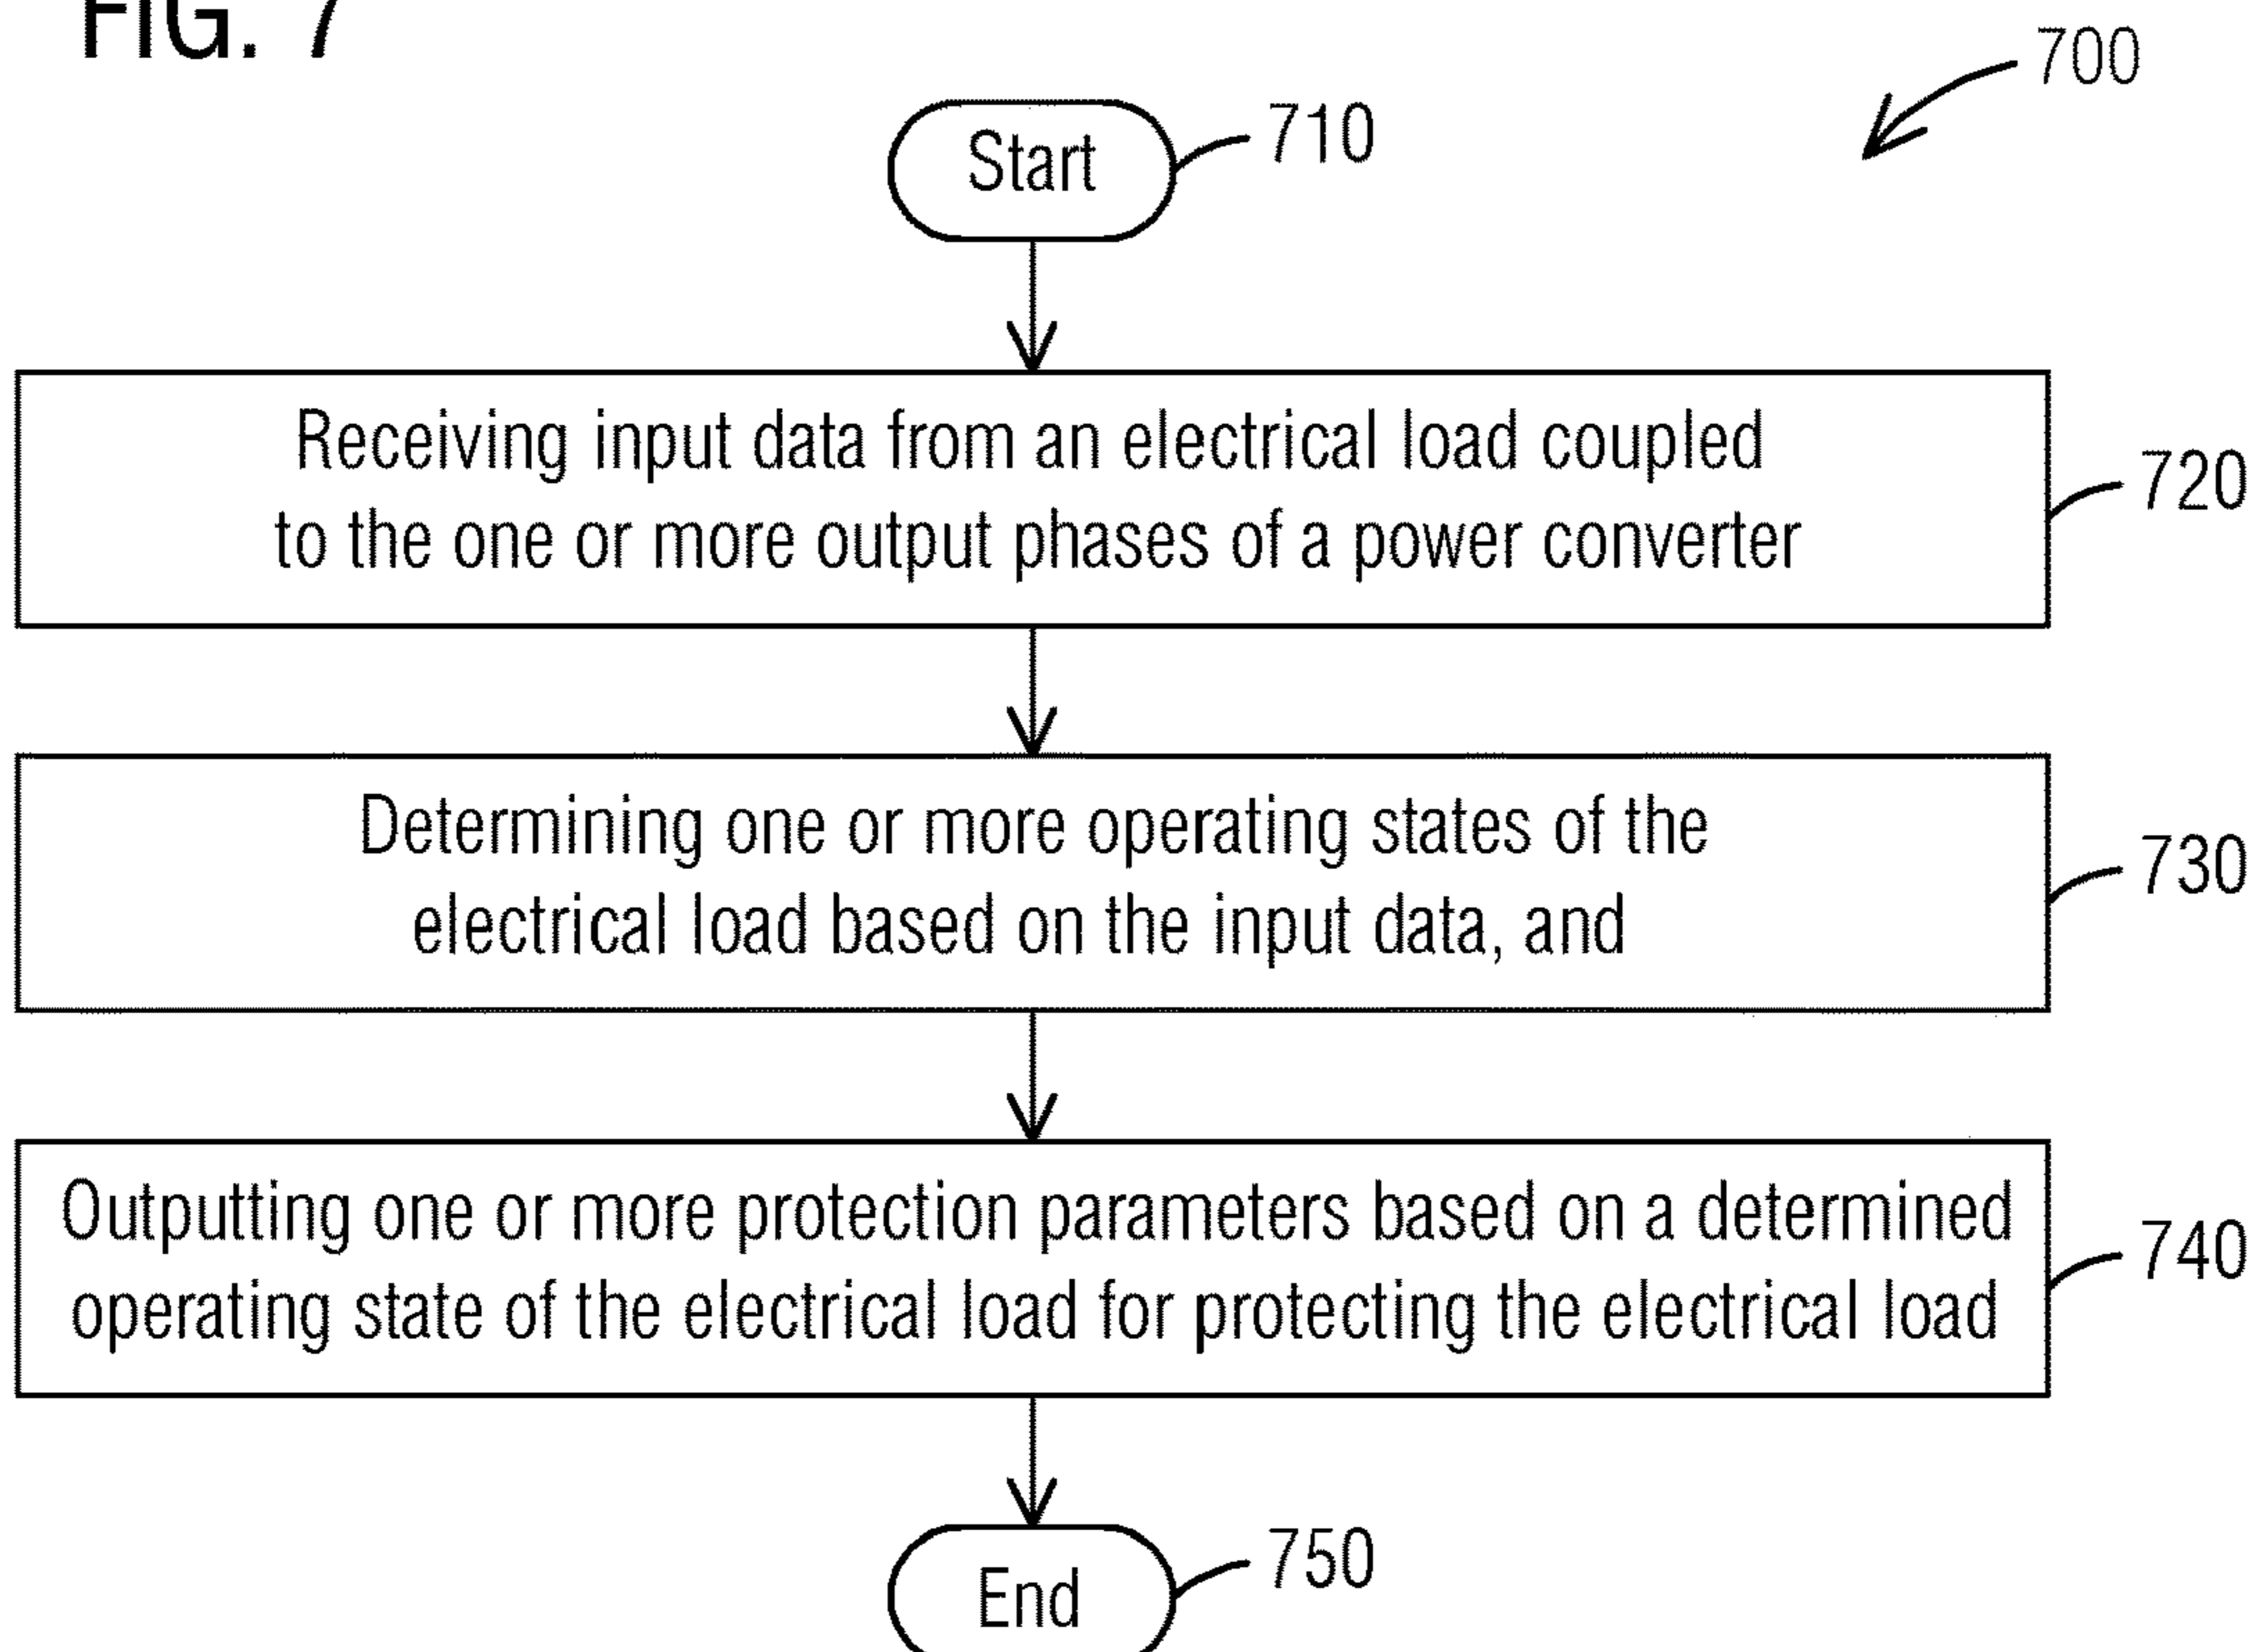 FIG. 7
700
Start
710
Receiving input data from an electrical load coupled
to the one or more output phases of a power converter
720
Determining one or more operating states of the
electrical load based on the input data, and
730
Outputting one or more protection parameters based on a determined
operating state of the electrical load for protecting the electrical load
740
End
750